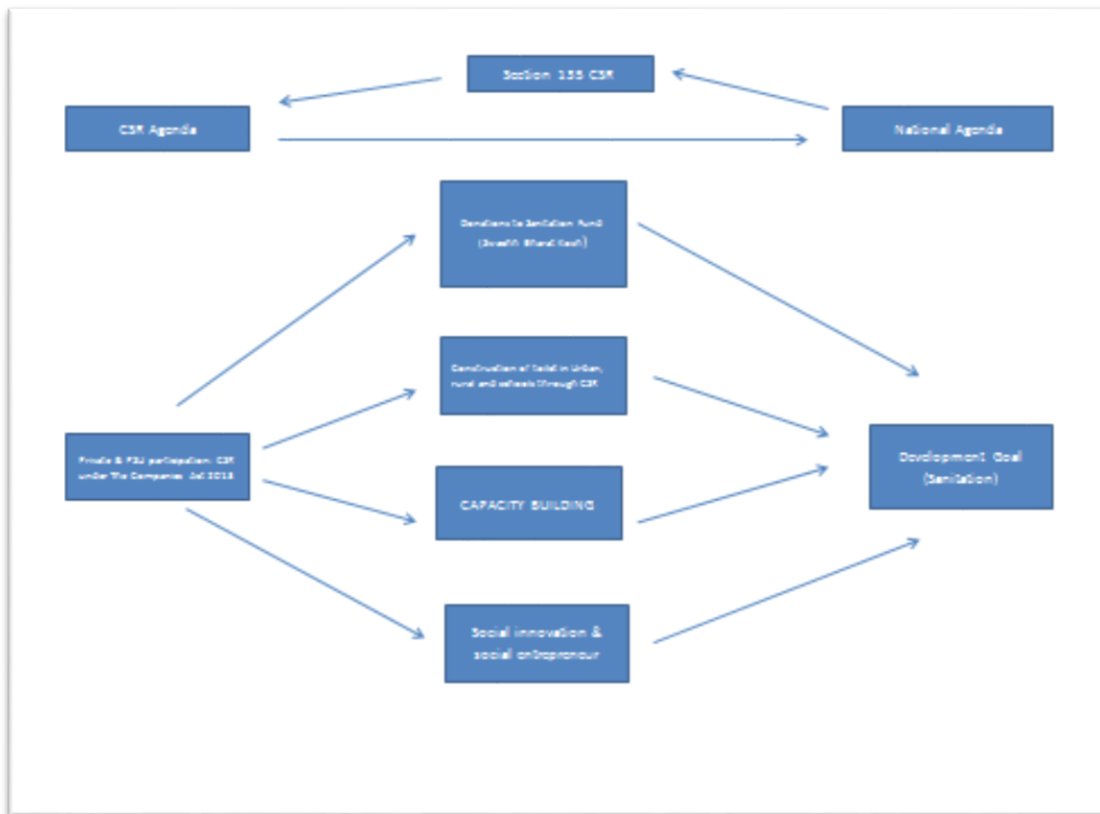 Section 135 CSR
CSR Agenda
National Agenda
Donations to Sanitation Fund
(Swachh Bharat Kosh)
Construction of Toilet in Urban,
rural and schools through CSR
Private & PSU participation: CSR
under The Companies Act 2013
Development Goal
(Sanitation)
CAPACITY BUILDING
Social innovation &
social entrepreneur